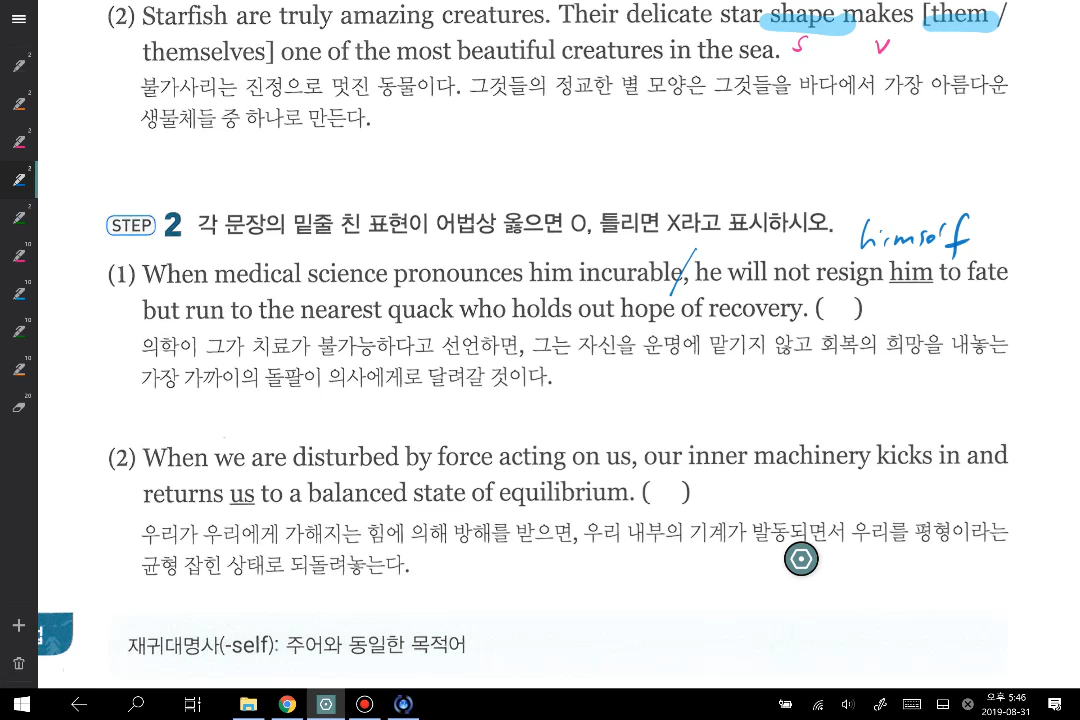 (2) Starfish are truly amazing creatures. Their delicate star shape makes [them /
themselves] one of the most beautiful creatures in the sea.
S V
불가사리는 진정으로 멋진 동물이다. 그것들의 정교한 별 모양은 그것들을 바다에서 가장 아름다운
생물체들 중 하나로 만든다.
STEP 2 각 문장의 밑줄 친 표현이 어법상 옳으면 O, 틀리면 X라고 표시하시오.
himself
(1) When medical science pronounces him incurable, he will not resign him to fate
but run to the nearest quack who holds out hope of recovery. ( )
의학이 그가 치료가 불가능하다고 선언하면, 그는 자신을 운명에 맡기지 않고 회복의 희망을 내놓는
가장 가까이의 돌팔이 의사에게로 달려갈 것이다.
(2) When we are disturbed by force acting on us, our inner machinery kicks in and
returns us to a balanced state of equilibrium. ( )
우리가 우리에게 가해지는 힘에 의해 방해를 받으면, 우리 내부의 기계가 발동되면서 우리를 평형이라는
균형 잡힌 상태로 되돌려놓는다.
재귀대명사(-self): 주어와 동일한 목적어
2
2
2
2
2
10
10
10
10
20
오후 5:46
2019-08-31